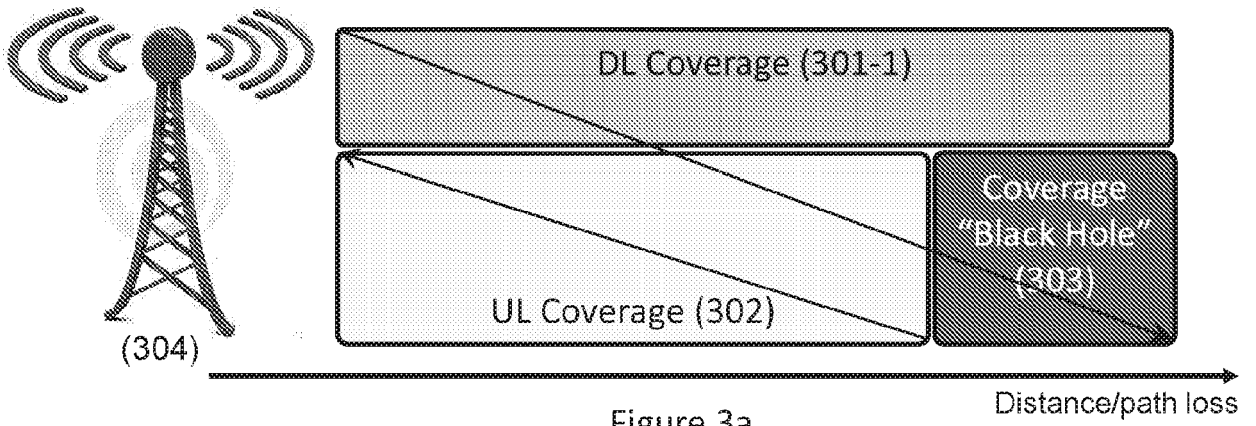 DL Coverage (301-1)
Coverage
"Black Hole"
(303)
UL Coverage (302)
(304)
Distance/path loss
Figure 3a